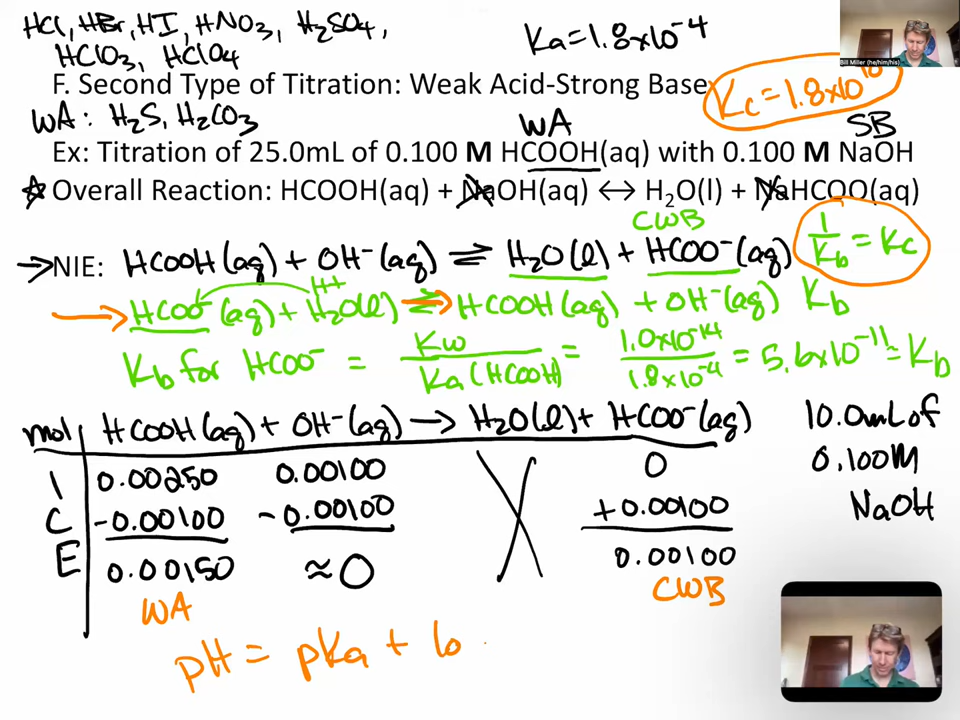 HCl, HBr, HI, HNO3, H2SO4,
HClO3, HClO4
Ka=1.8x10^-4
Bill Miller (he/him/his)
F. Second Type of Titration: Weak Acid-Strong Base
Kc=1.8x10^10
WA: H2S, H2CO3
WA
SB
Ex: Titration of 25.0mL of 0.100 M HCOOH(aq) with 0.100 M NaOH
☆ Overall Reaction: HCOOH(aq) + NaOH(aq) ↔ H2O(l) + NaHCOO(aq)
CWB
→NIE: HCOOH(aq) + OH^-(aq) ⇌ H2O(l) + HCOO^-(aq)
1/Kb = Kc
H+
→ HCOO^-(aq) + H2O(l) ⇌ HCOOH(aq) + OH^-(aq) Kb
Kb for HCOO^- = Kw/Ka(HCOOH) = 1.0x10^-14/1.8x10^-4 = 5.6x10^-11 = Kb
mol HCOOH(aq) + OH^-(aq) → H2O(l) + HCOO^-(aq)
10.0mL of
0.100M
NaOH
I 0.00250 0.00100 0
C -0.00100 -0.00100 +0.00100
E 0.00150 ≈0 0.00100
WA CWB
pH = pKa + lo